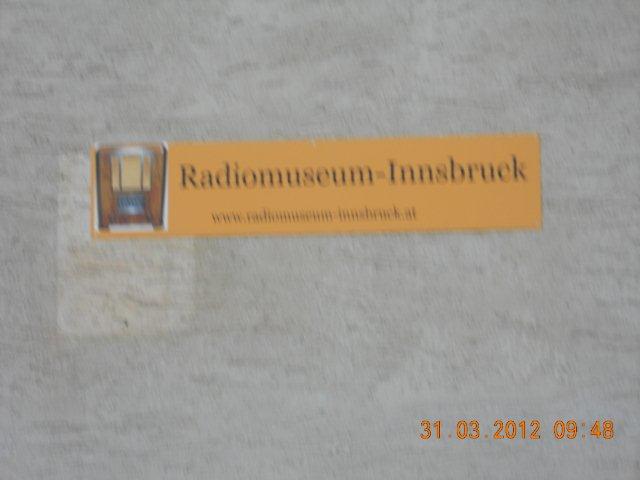 Radiomuseum-Innsbruck
www.radiomuseum-innsbruck.at
31.03.2012 09:48